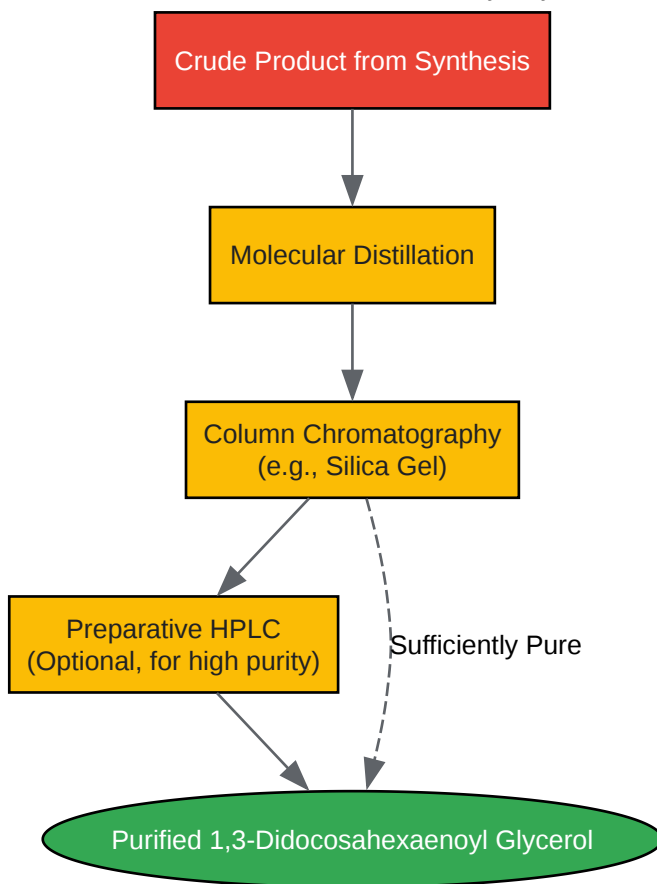 Crude Product from Synthesis
Molecular Distillation
Column Chromatography
(e.g., Silica Gel)
Preparative HPLC
(Optional, for high purity)
Sufficiently Pure
Purified 1,3-Didocosahexaenoyl Glycerol